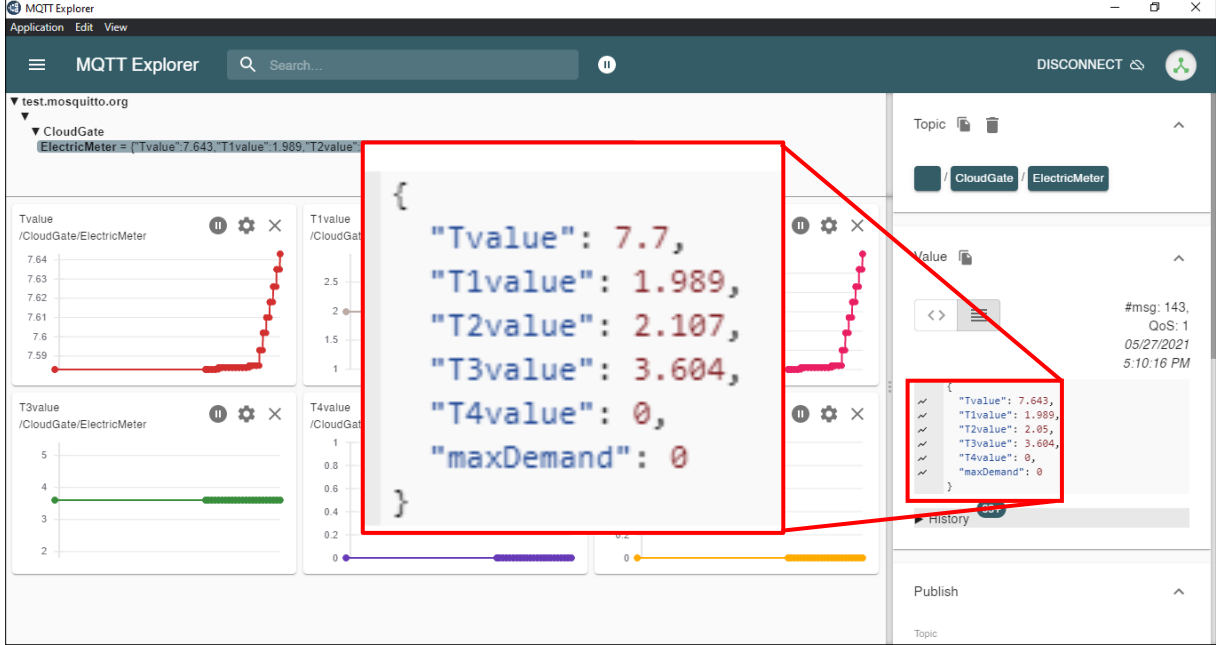 MQTT Explorer
Application Edit View
MQTT Explorer
Search...
DISCONNECT
▼ test.mosquitto.org
▼
▼ CloudGate
ElectricMeter = {"Tvalue":7.643,"T1value":1.989,"T2value":
Tvalue
/CloudGate/ElectricMeter
7.64
7.63
7.62
7.61
7.6
7.59
T1value
/CloudGat
2.5
2
1.5
1
T3value
/CloudGate/ElectricMeter
5
4
3
2
T4value
/CloudGat
1
0.8
0.6
0.4
0.2
0
0.2
0
{
"Tvalue": 7.7,
"T1value": 1.989,
"T2value": 2.107,
"T3value": 3.604,
"T4value": 0,
"maxDemand": 0
}
Topic
/ CloudGate / ElectricMeter
Value
#msg: 143,
QoS: 1
05/27/2021
5:10:16 PM
{
"Tvalue": 7.643,
"T1value": 1.989,
"T2value": 2.05,
"T3value": 3.604,
"T4value": 0,
"maxDemand": 0
}
▶ History
Publish
Topic